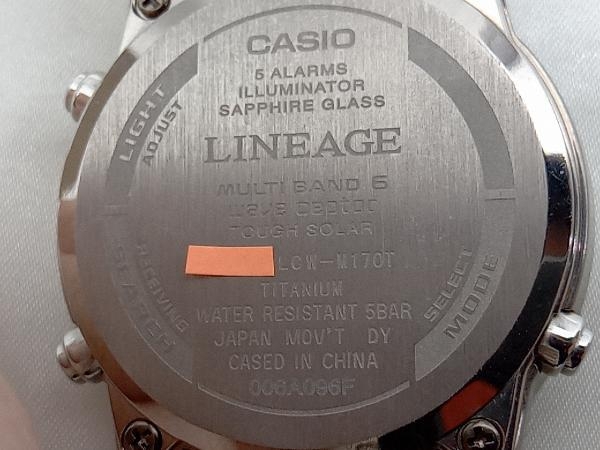 CASIO
5 ALARMS
ILLUMINATOR
SAPPHIRE GLASS
LINEAGE
MULTI BAND 6
wave ceptor
TOUGH SOLAR
LCW-M170T
TITANIUM
WATER RESISTANT 5BAR
JAPAN MOV'T DY
CASED IN CHINA
006A096F
LIGHT
ADJUST
RECEIVING
SEARCH
SELECT
MODE